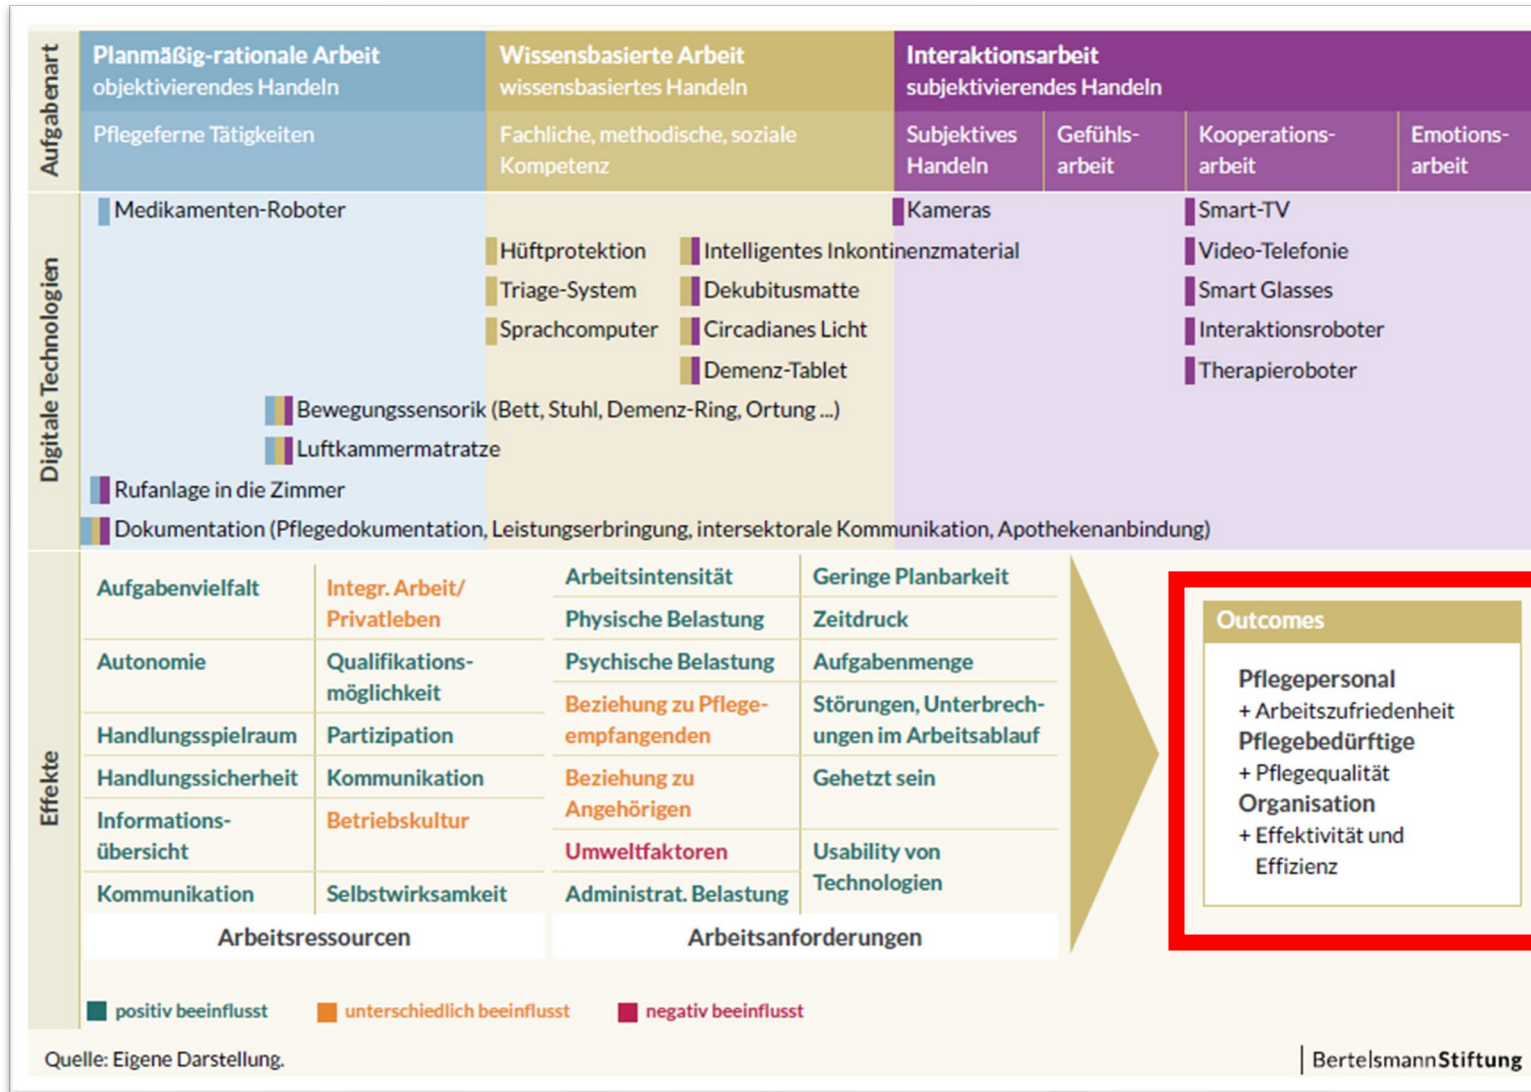 Aufgabenart
Planmäßig-rationale Arbeit
objektivierendes Handeln
Wissensbasierte Arbeit
wissensbasiertes Handeln
Interaktionsarbeit
subjektivierendes Handeln
Pflegeferne Tätigkeiten
Fachliche, methodische, soziale
Kompetenz
Subjektives
Handeln
Gefühls-
arbeit
Kooperations-
arbeit
Emotions-
arbeit
Digitale Technologien
Medikamenten-Roboter
Kameras
Smart-TV
Hüftprotektion
Intelligentes Inkontinenzmaterial
Video-Telefonie
Triage-System
Dekubitusmatte
Smart Glasses
Sprachcomputer
Circadianes Licht
Interaktionsroboter
Demenz-Tablet
Therapieroboter
Bewegungssensorik (Bett, Stuhl, Demenz-Ring, Ortung ...)
Luftkammermatratze
Rufanlage in die Zimmer
Dokumentation (Pflegedokumentation, Leistungserbringung, intersektorale Kommunikation, Apothekenanbindung)
Effekte
Aufgabenvielfalt
Autonomie
Handlungsspielraum
Handlungssicherheit
Informations-
übersicht
Kommunikation
Integr. Arbeit/
Privatleben
Qualifikations-
möglichkeit
Partizipation
Kommunikation
Betriebskultur
Selbstwirksamkeit
Arbeitsressourcen
Arbeitsintensität
Physische Belastung
Psychische Belastung
Beziehung zu Pflege-
empfangenden
Beziehung zu
Angehörigen
Umweltfaktoren
Administrat. Belastung
Geringe Planbarkeit
Zeitdruck
Aufgabenmenge
Störungen, Unterbrech-
ungen im Arbeitsablauf
Gehetzt sein
Usability von
Technologien
Arbeitsanforderungen
Outcomes
Pflegepersonal
+ Arbeitszufriedenheit
Pflegebedürftige
+ Pflegequalität
Organisation
+ Effektivität und
Effizienz
positiv beeinflusst
unterschiedlich beeinflusst
negativ beeinflusst
Quelle: Eigene Darstellung.
BertelsmannStiftung